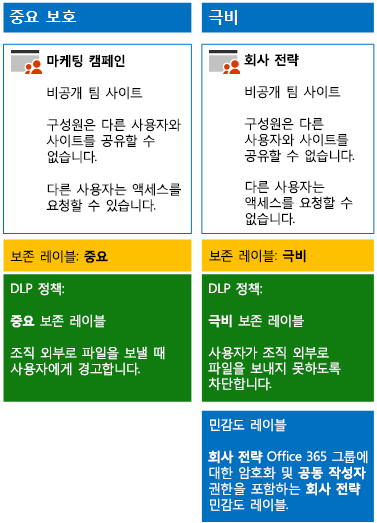 중요 보호
마케팅 캠페인
비공개 팀 사이트
구성원은 다른 사용자와
사이트를 공유할 수
없습니다.
다른 사용자는 액세스를
요청할 수 있습니다.
보존 레이블: 중요
DLP 정책:
중요 보존 레이블
조직 외부로 파일을 보낼 때
사용자에게 경고합니다.
극비
회사 전략
비공개 팀 사이트
구성원은 다른
사용자와 사이트를
공유할 수 없습니다.
다른 사용자는
액세스를 요청할 수
없습니다.
보존 레이블: 극비
DLP 정책:
극비 보존 레이블
사용자가 조직 외부로
파일을 보내지 못하도록
차단합니다.
민감도 레이블
회사 전략 Office 365 그룹에
대한 암호화 및 공동 작성자
권한을 포함하는 회사 전략
민감도 레이블.